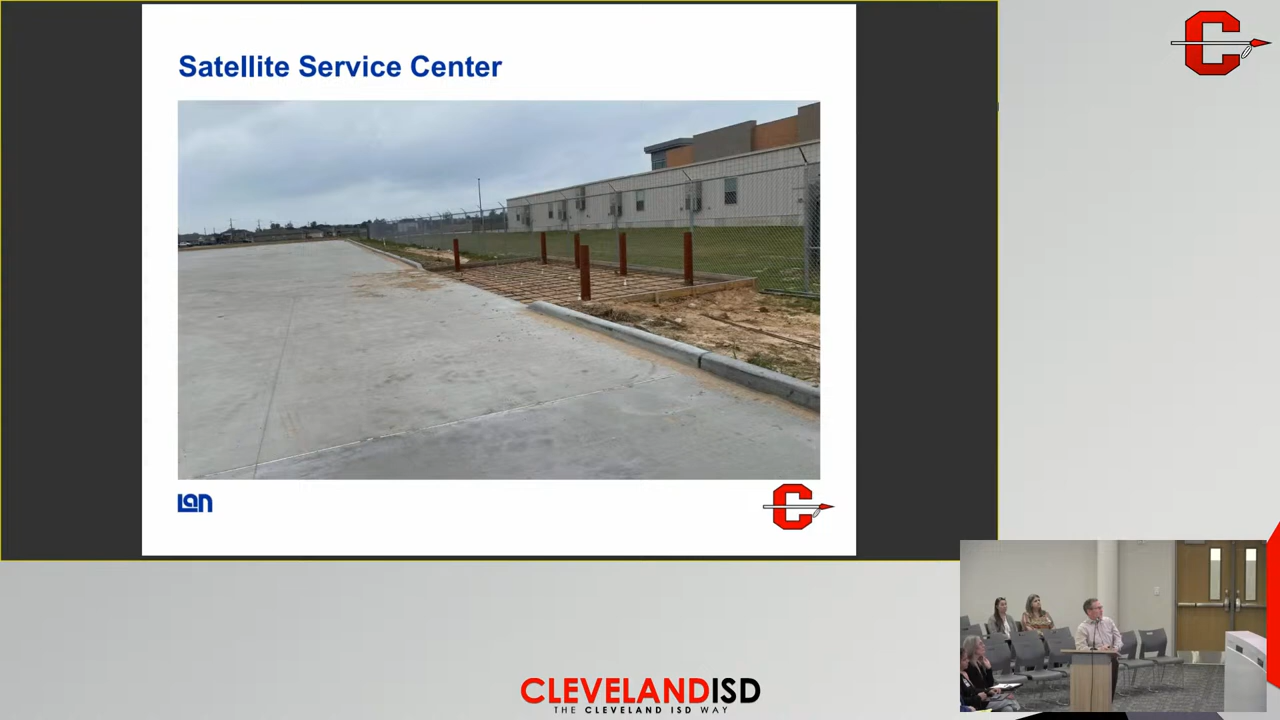 Satellite Service Center
C
Lan
C
CLEVELANDISD
THE CLEVELAND ISD WAY